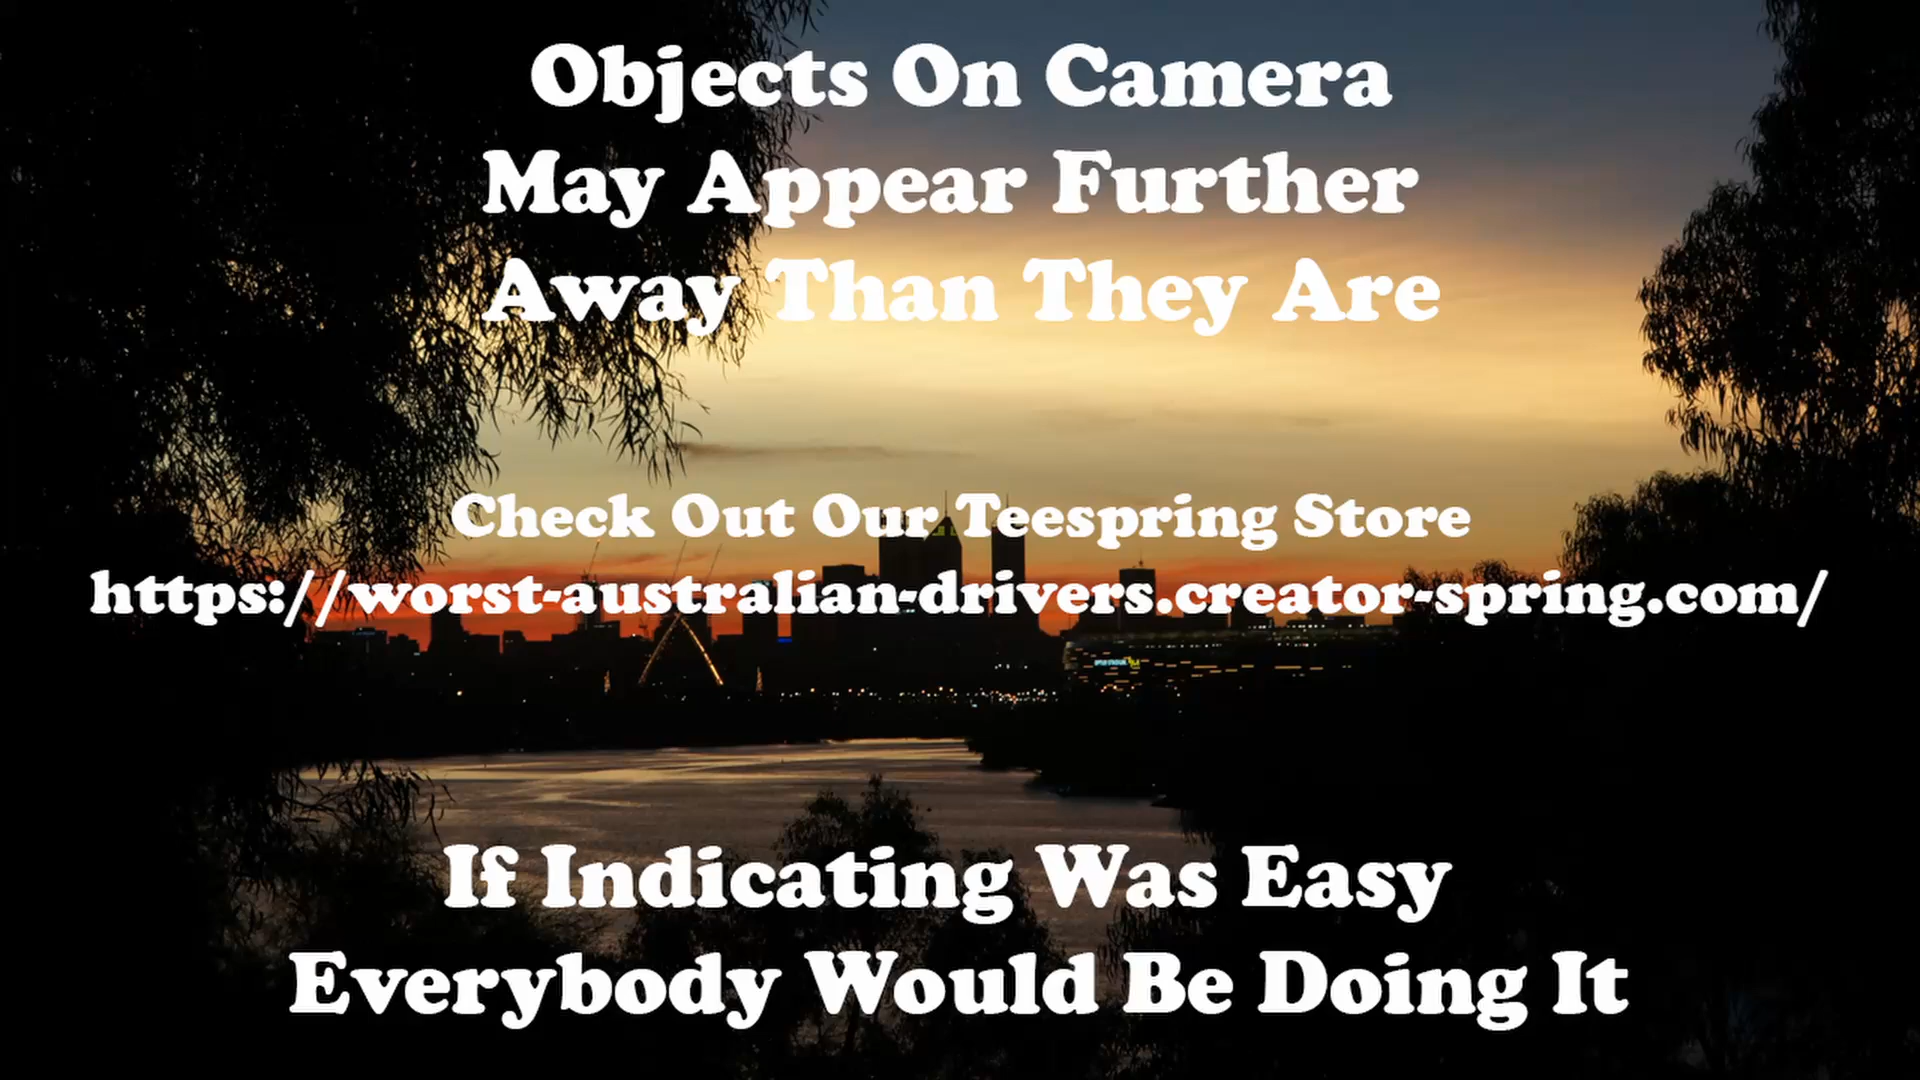 Objects On Camera
May Appear Further
Away Than They Are
Check Out Our Teespring Store
https://worst-australian-drivers.creator-spring.com/
If Indicating Was Easy
Everybody Would Be Doing It